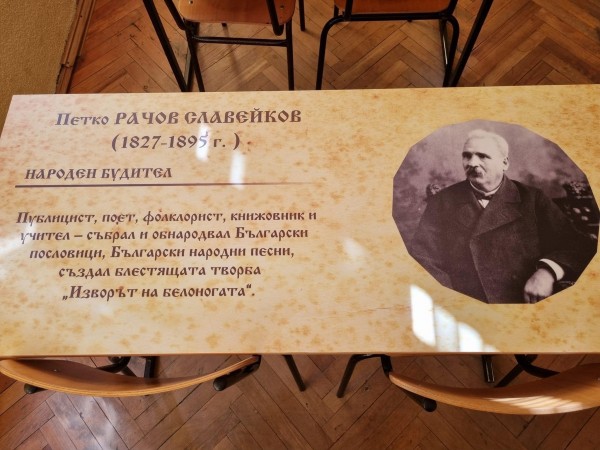 Петко РАЧОВ СЛАВЕЙКОВ
(1827-1895 г. ) .
НАРОДЕН БУДИТЕЛ
Публицист, поет, фолклорист, книжовник и
учител – събрал и обнародвал Български
пословици, Български народни песни,
създал блестящата творба
„Изворът на белоногата“.